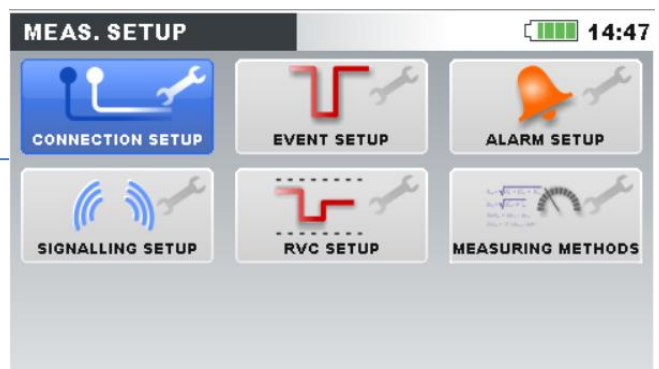 MEAS. SETUP 14:47
CONNECTION SETUP
EVENT SETUP
ALARM SETUP
SIGNALLING SETUP
RVC SETUP
MEASURING METHODS